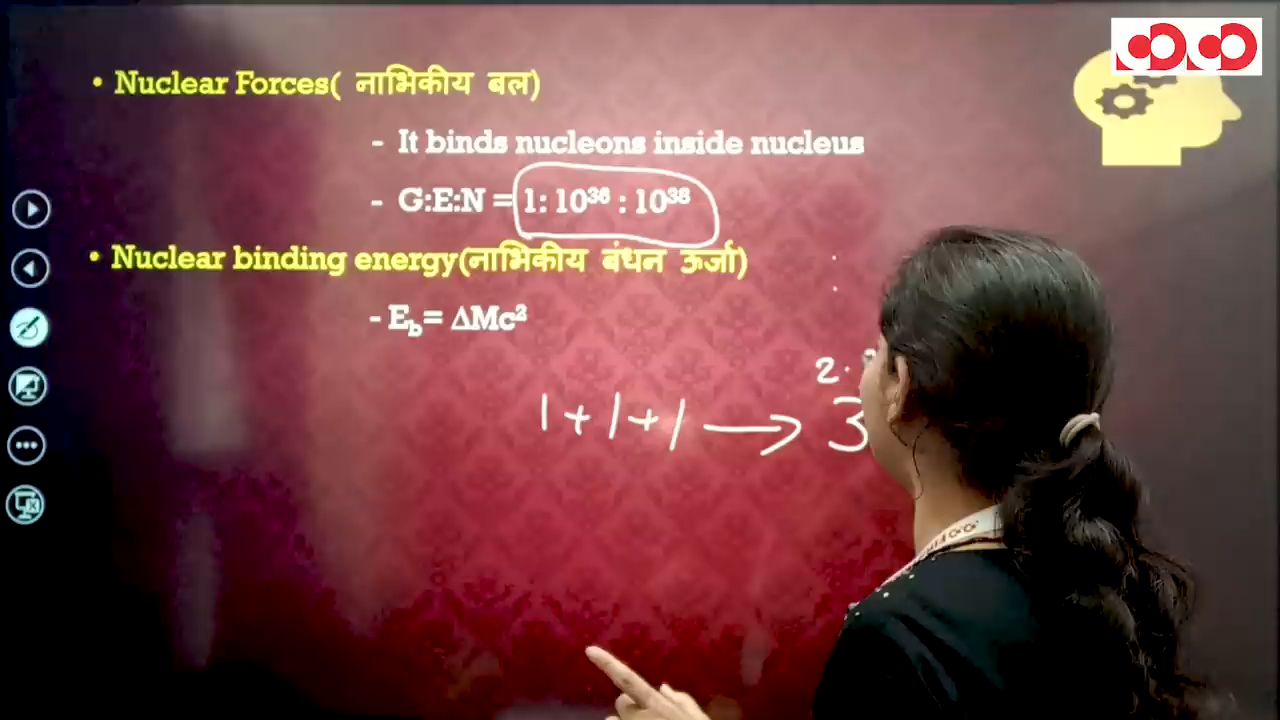 • Nuclear Forces( नाभिकीय बल)
- It binds nucleons inside nucleus
- G:E:N = 1: 10³⁶ : 10³⁸
• Nuclear binding energy(नाभिकीय बंधन ऊर्जा)
- E_b= ΔMc²
2.
1+1+1 → 3